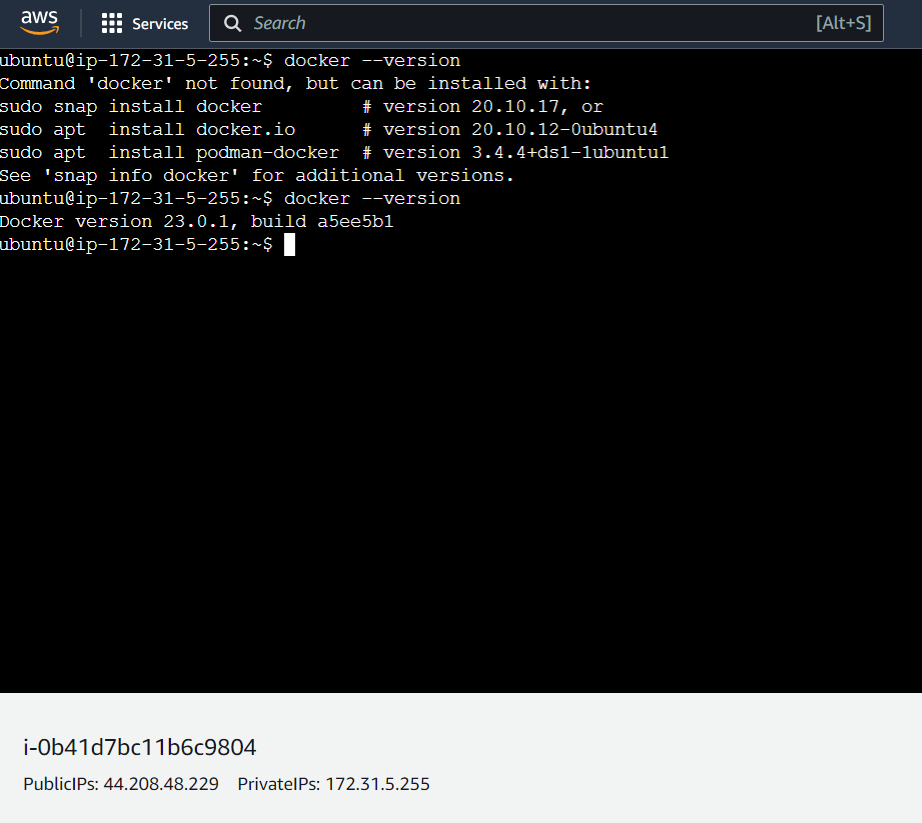 aws Services Search [Alt+S]
ubuntu@ip-172-31-5-255:~$ docker --version
Command 'docker' not found, but can be installed with:
sudo snap install docker         # version 20.10.17, or
sudo apt  install docker.io      # version 20.10.12-0ubuntu4
sudo apt  install podman-docker  # version 3.4.4+ds1-1ubuntu1
See 'snap info docker' for additional versions.
ubuntu@ip-172-31-5-255:~$ docker --version
Docker version 23.0.1, build a5ee5b1
ubuntu@ip-172-31-5-255:~$
i-0b41d7bc11b6c9804
PublicIPs: 44.208.48.229 PrivateIPs: 172.31.5.255